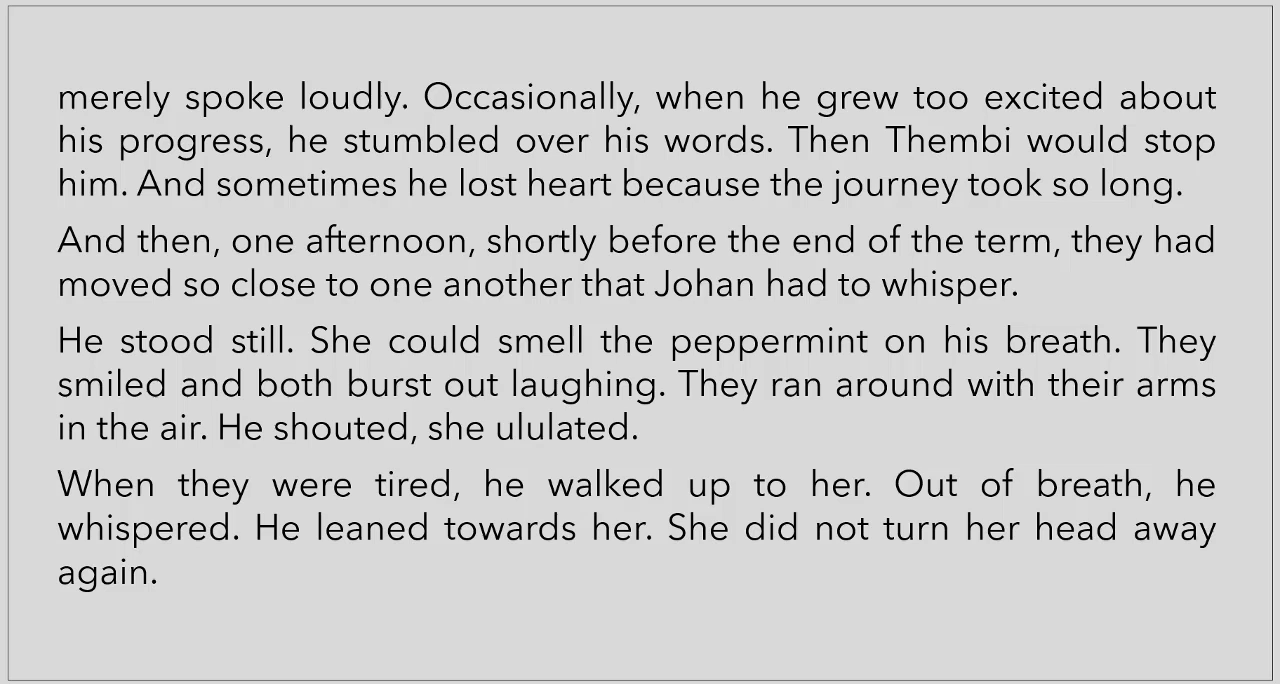 merely spoke loudly. Occasionally, when he grew too excited about
his progress, he stumbled over his words. Then Thembi would stop
him. And sometimes he lost heart because the journey took so long.
And then, one afternoon, shortly before the end of the term, they had
moved so close to one another that Johan had to whisper.
He stood still. She could smell the peppermint on his breath. They
smiled and both burst out laughing. They ran around with their arms
in the air. He shouted, she ululated.
When they were tired, he walked up to her. Out of breath, he
whispered. He leaned towards her. She did not turn her head away
again.